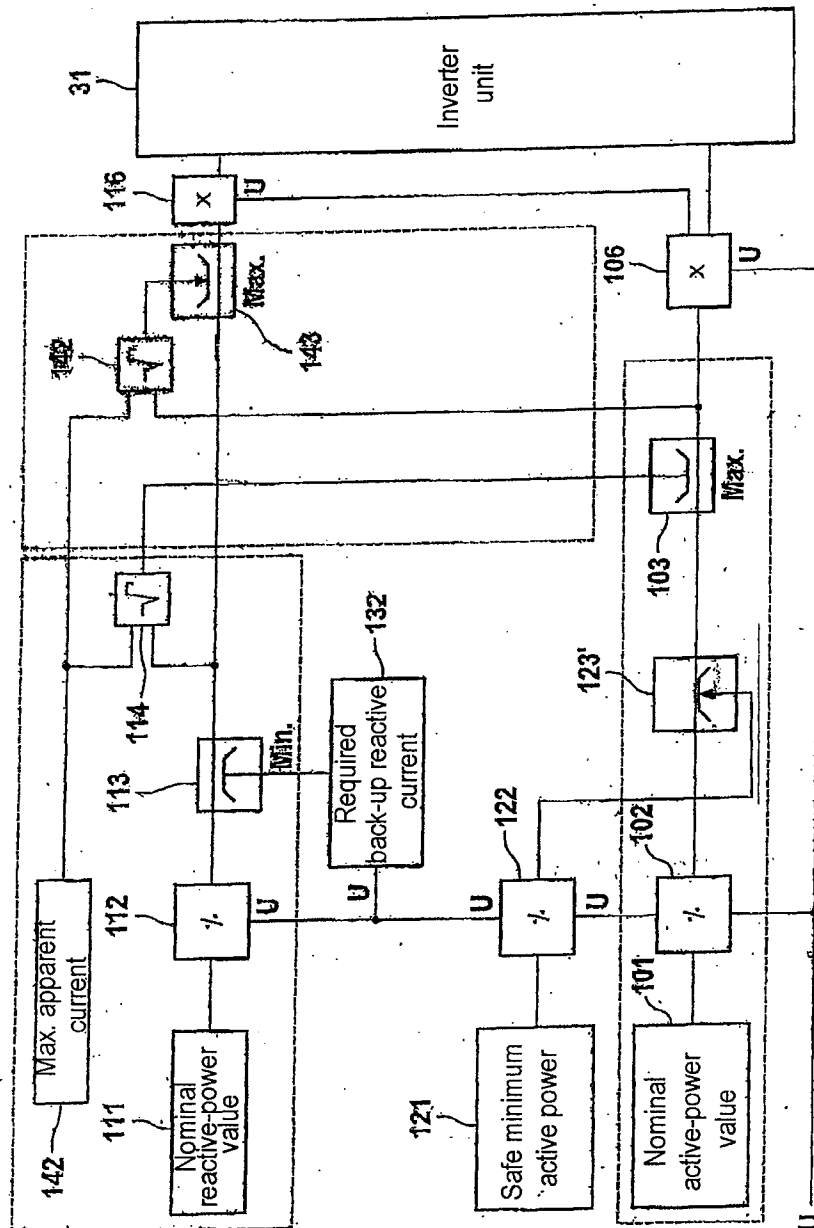 142
Max. apparent
current
114
142
116
31
111
Nominal
reactive-power
value
112
%
U
113
Min.
x
U
Max.
143
Inverter
unit
Required
back-up reactive
current
132
U
121
Safe minimum
active power
U
%
122
U
123'
103
Max.
106
x
U
101
Nominal
active-power
value
%
102
U